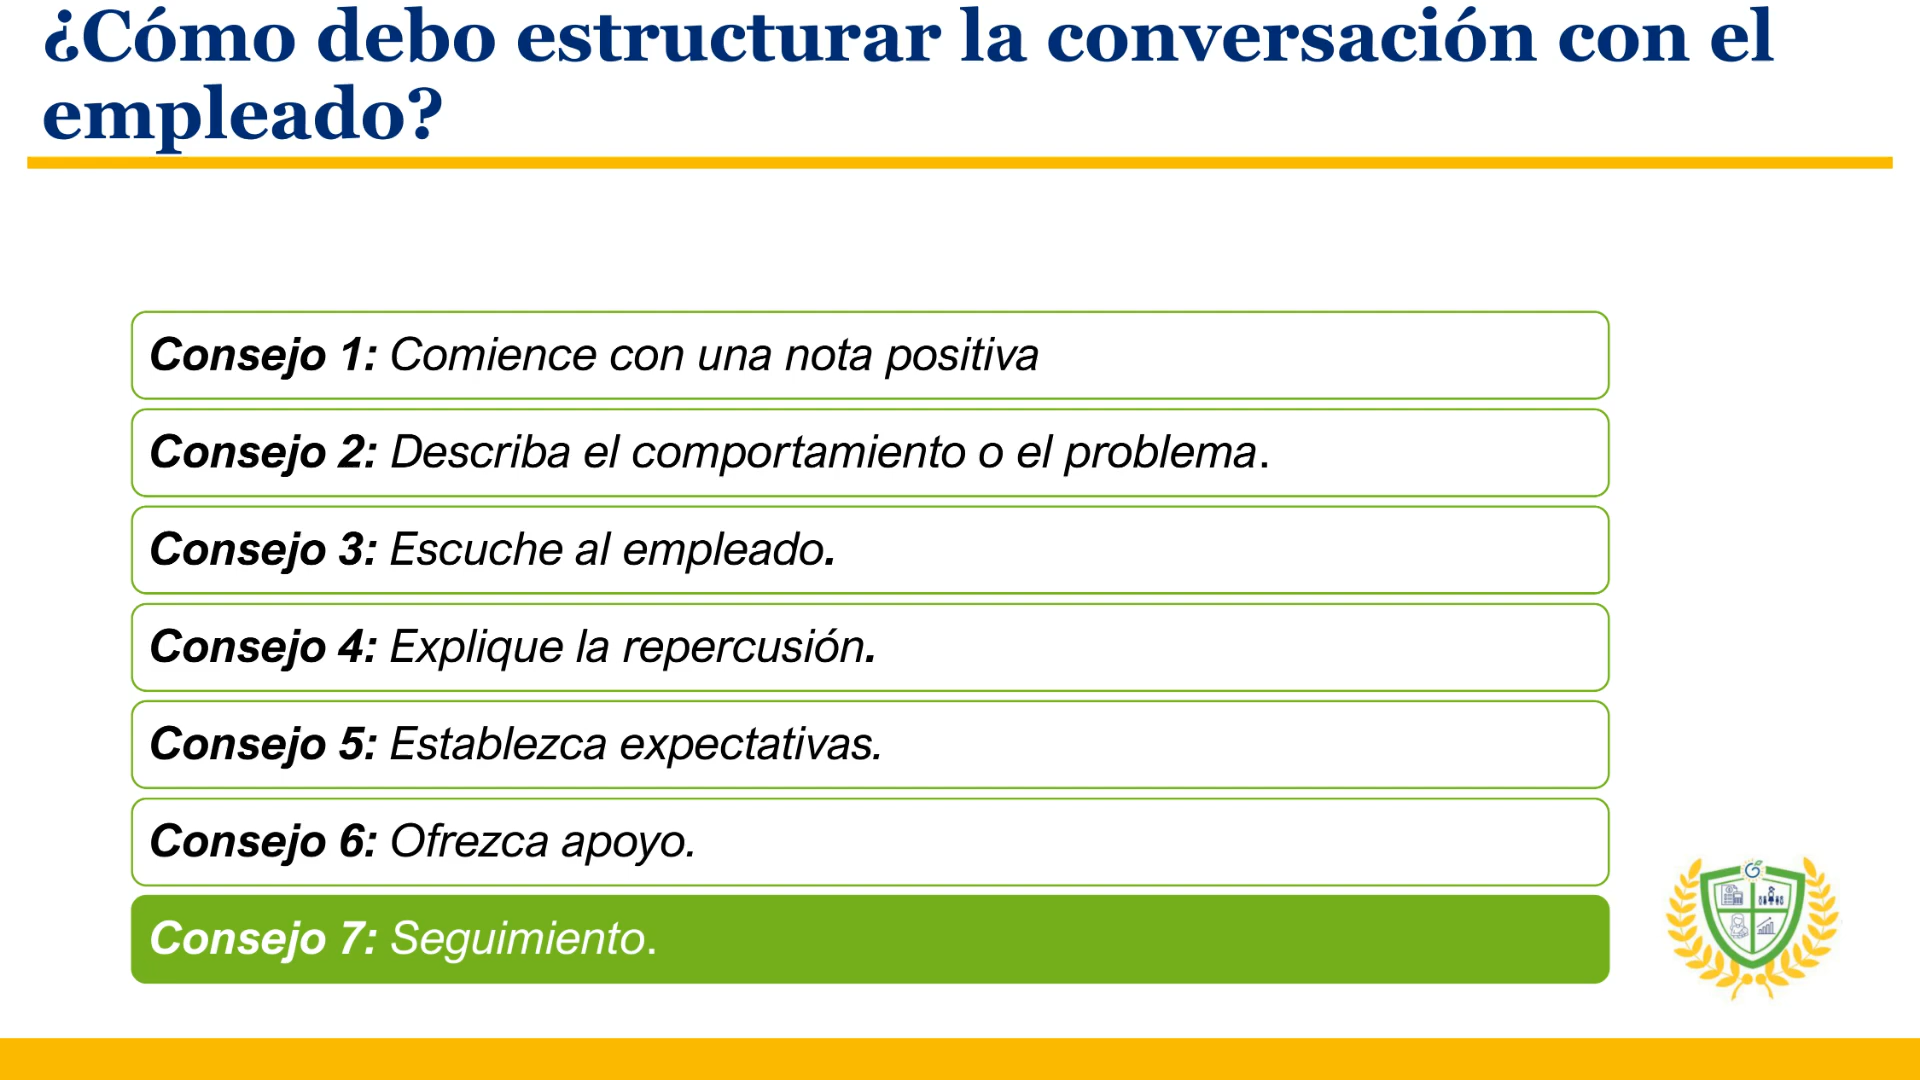 ¿Cómo debo estructurar la conversación con el
empleado?
Consejo 1: Comience con una nota positiva
Consejo 2: Describa el comportamiento o el problema.
Consejo 3: Escuche al empleado.
Consejo 4: Explique la repercusión.
Consejo 5: Establezca expectativas.
Consejo 6: Ofrezca apoyo.
Consejo 7: Seguimiento.